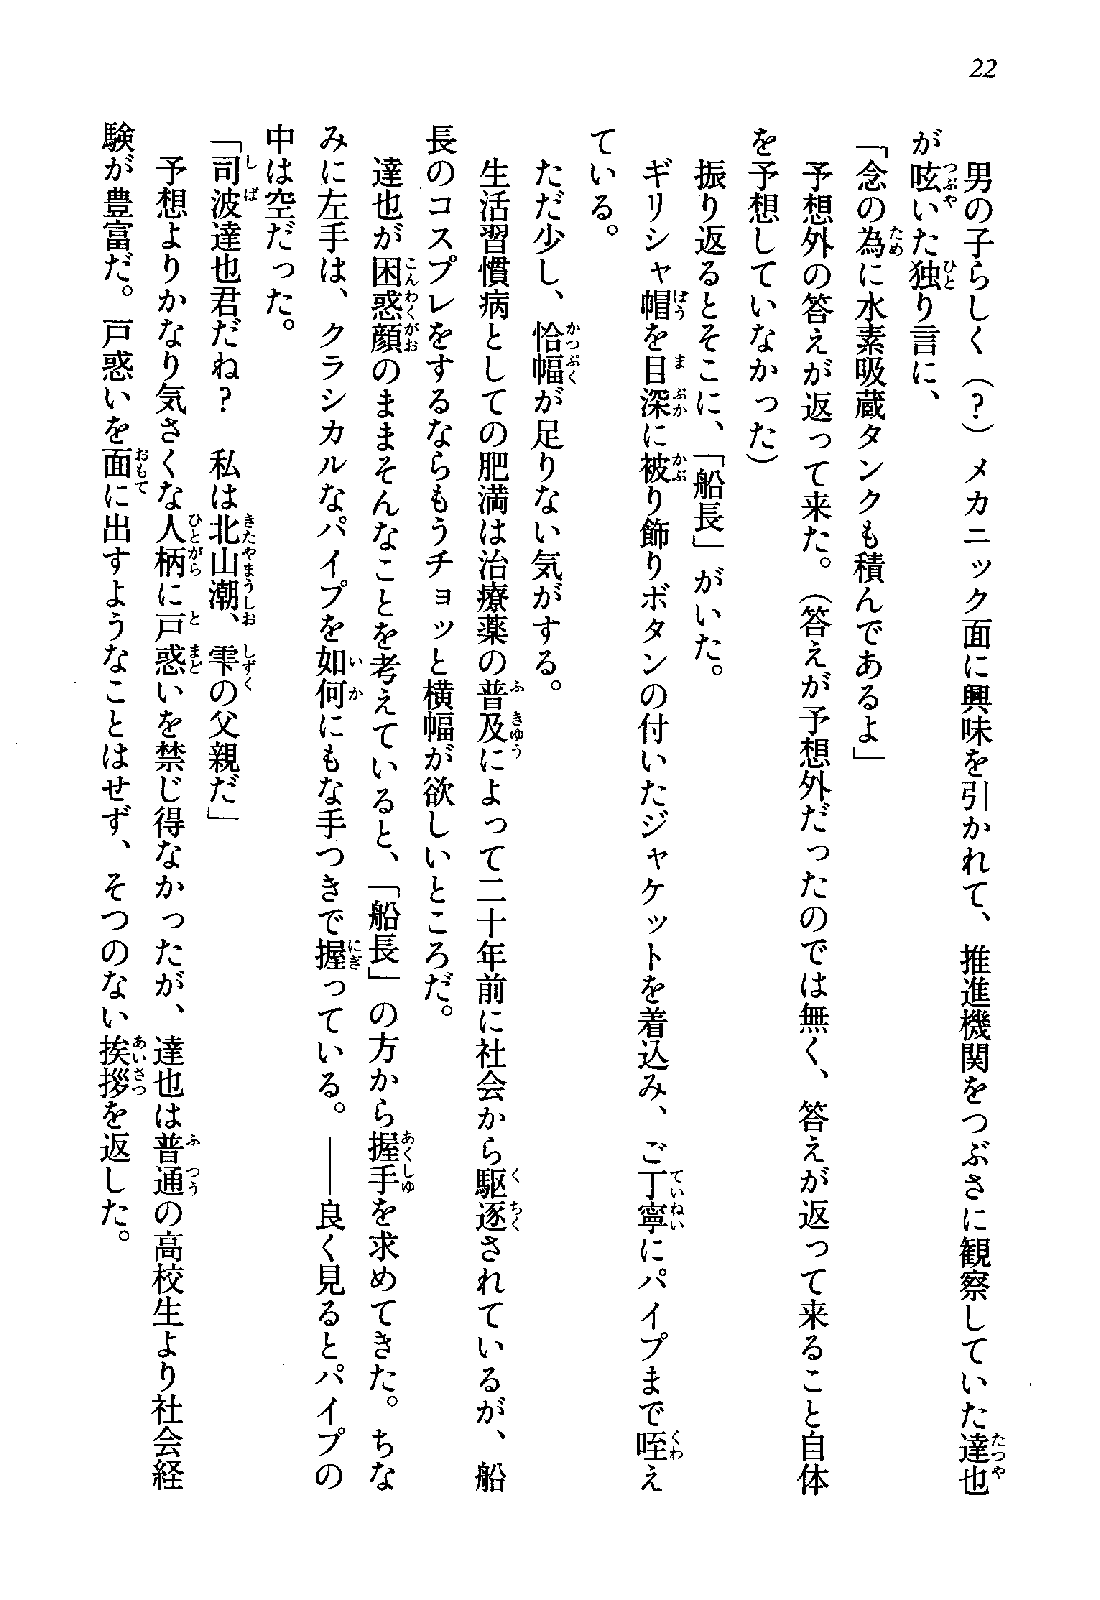 22
男の子らしく（？）メカニック面に興味を引かれて、推進機関をつぶさに観察していた達也
が呟いた独り言に、
「念の為に水素吸蔵タンクも積んであるよ」
予想外の答えが返って来た。（答えが予想外だったのでは無く、答えが返って来ること自体
を予想していなかった）
振り返るとそこに、「船長」がいた。
ギリシャ帽を目深に被り飾りボタンの付いたジャケットを着込み、ご丁寧にパイプまで咥え
ている。
ただ少し、恰幅が足りない気がする。
生活習慣病としての肥満は治療薬の普及によって二十年前に社会から駆逐されているが、船
長のコスプレをするならもうチョッと横幅が欲しいところだ。
達也が困惑顔のままそんなことを考えていると、「船長」の方から握手を求めてきた。ちな
みに左手は、クラシカルなパイプを如何にもな手つきで握っている。――良く見るとパイプの
中は空だった。
「司波達也君だね？　私は北山潮、雫の父親だ」
予想よりかなり気さくな人柄に戸惑いを禁じ得なかったが、達也は普通の高校生より社会経
験が豊富だ。戸惑いを面に出すようなことはせず、そつのない挨拶を返した。